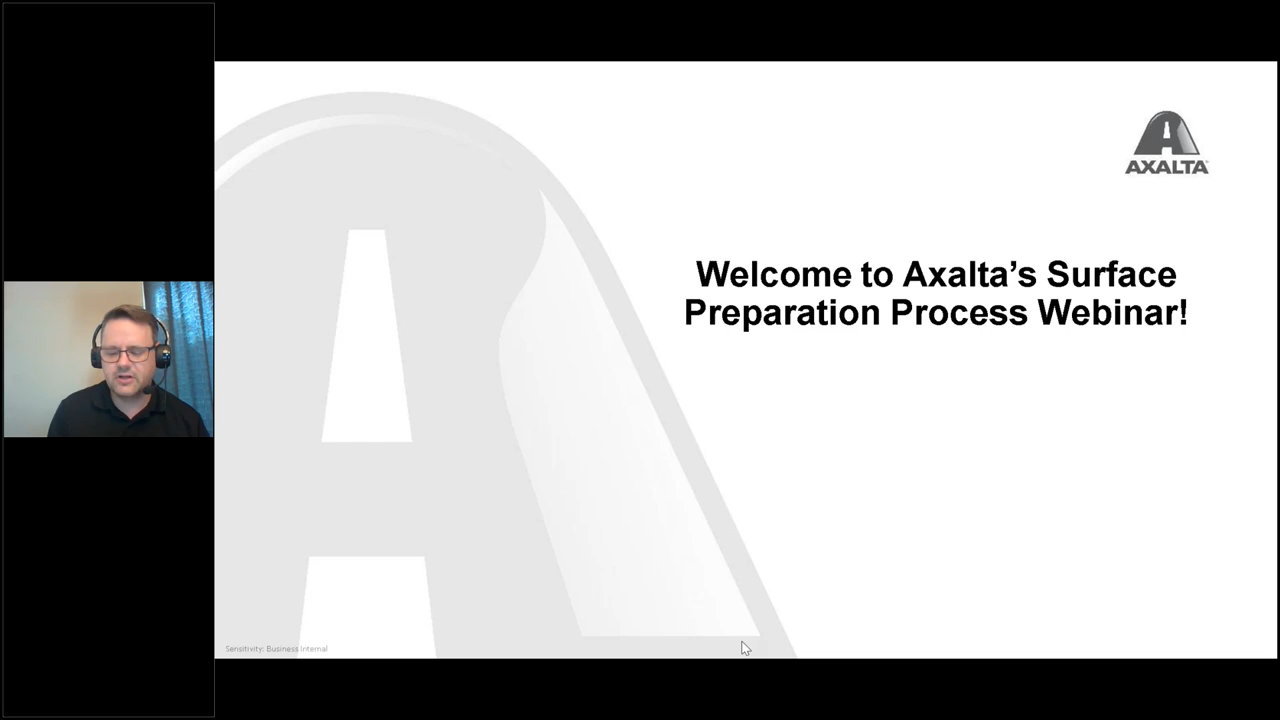 AXALTA
Welcome to Axalta’s Surface
Preparation Process Webinar!
Sensitivity: Business Internal